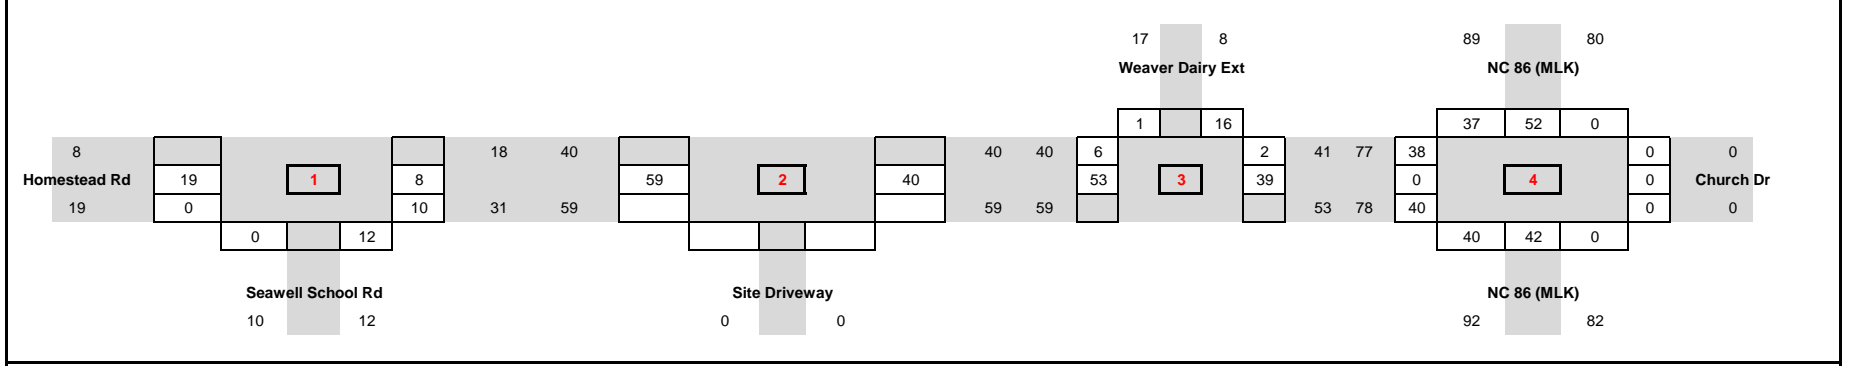 17 8 89 80
Weaver Dairy Ext NC 86 (MLK)
1 16 37 52 0
8 18 40 40 40 6 2 41 77 38 0 0
Homestead Rd 19 1 8 59 2 40 53 3 39 0 4 0 Church Dr
19 0 10 31 59 59 59 53 78 40 0 0
0 12 40 42 0
Seawell School Rd Site Driveway NC 86 (MLK)
10 12 0 0 92 82